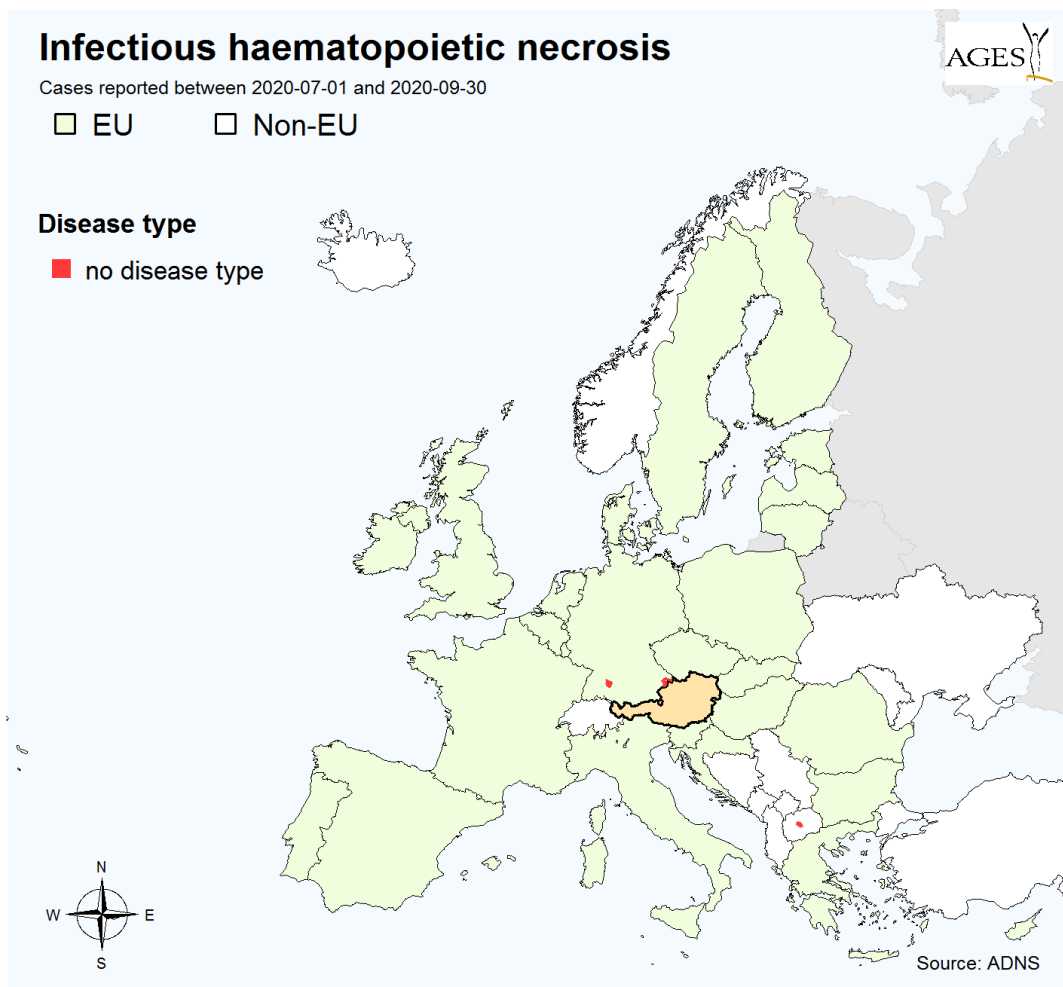 Infectious haematopoietic necrosis
Cases reported between 2020-07-01 and 2020-09-30
EU Non-EU
AGES
Disease type
no disease type
N
W E
S
Source: ADNS